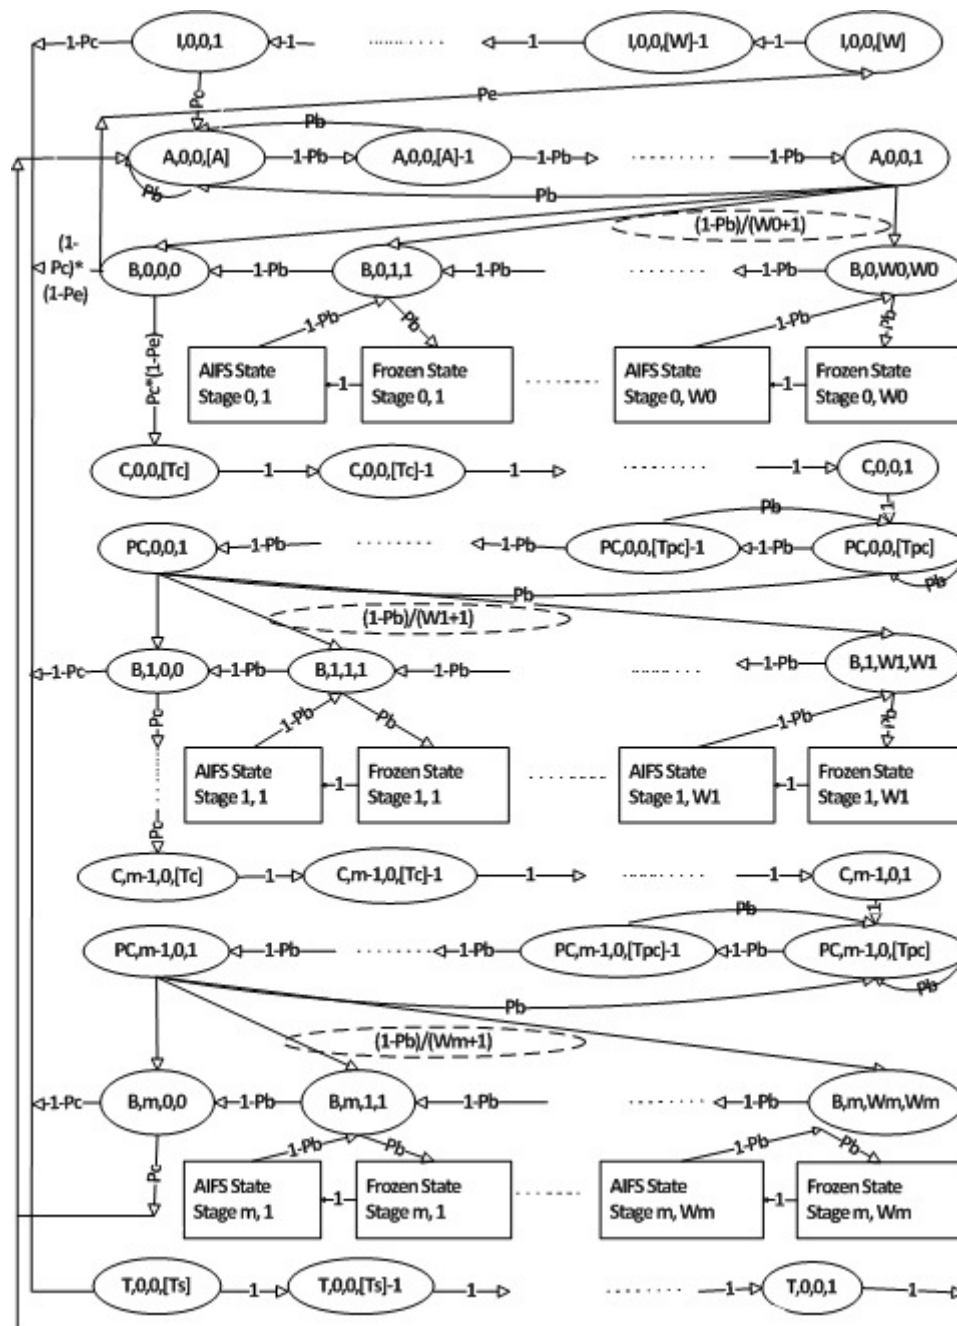 1-Pc I,0,0,1 1 1 I,0,0,[W]-1 1 I,0,0,[W]
Pc Pe
Pb
A,0,0,[A] 1-Pb A,0,0,[A]-1 1-Pb 1-Pb A,0,0,1
Pb Pb
(1-Pb)/(W0+1)
(1-
Pc)*
(1-Pe)
B,0,0,0 1-Pb B,0,1,1 1-Pb 1-Pb B,0,W0,W0
1-Pb Pb 1-Pb 1-Pb
Pc*(1-Pe)
AIFS State Frozen State AIFS State Frozen State
Stage 0, 1 1 Stage 0, 1 Stage 0, W0 1 Stage 0, W0
C,0,0,[Tc] 1 C,0,0,[Tc]-1 1 1 C,0,0,1
Pb 1
PC,0,0,1 1-Pb 1-Pb PC,0,0,[Tpc]-1 1-Pb PC,0,0,[Tpc]
Pb Pb
(1-Pb)/(W1+1)
1-Pc B,1,0,0 1-Pb B,1,1,1 1-Pb 1-Pb B,1,W1,W1
Pc 1-Pb Pb 1-Pb Pb
AIFS State Frozen State AIFS State Frozen State
Stage 1, 1 1 Stage 1, 1 Stage 1, W1 1 Stage 1, W1
Pc
C,m-1,0,[Tc] 1 C,m-1,0,[Tc]-1 1 1 C,m-1,0,1
Pb 1
PC,m-1,0,1 1-Pb 1-Pb PC,m-1,0,[Tpc]-1 1-Pb PC,m-1,0,[Tpc]
Pb Pb
(1-Pb)/(Wm+1)
1-Pc B,m,0,0 1-Pb B,m,1,1 1-Pb 1-Pb B,m,Wm,Wm
Pc 1-Pb Pb 1-Pb Pb
AIFS State Frozen State AIFS State Frozen State
Stage m, 1 1 Stage m, 1 Stage m, Wm 1 Stage m, Wm
T,0,0,[Ts] 1 T,0,0,[Ts]-1 1 1 T,0,0,1 1